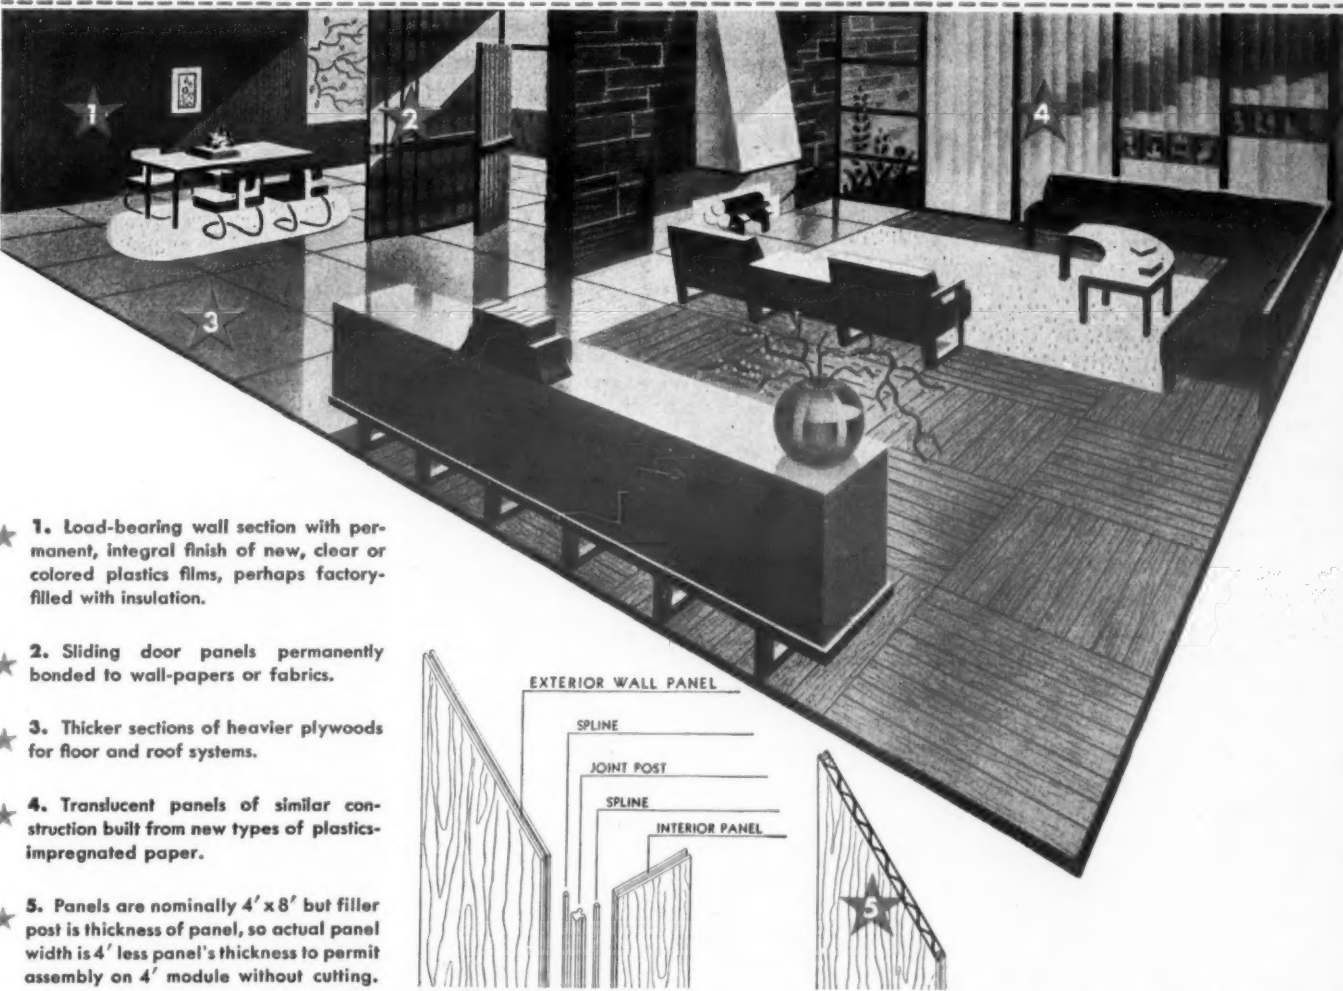 1
2
4
3
1. Load-bearing wall section with per-
manent, integral finish of new, clear or
colored plastics films, perhaps factory-
filled with insulation.
2. Sliding door panels permanently
bonded to wall-papers or fabrics.
3. Thicker sections of heavier plywoods
for floor and roof systems.
4. Translucent panels of similar con-
struction built from new types of plastics-
impregnated paper.
5. Panels are nominally 4' x 8' but filler
post is thickness of panel, so actual panel
width is 4' less panel's thickness to permit
assembly on 4' module without cutting.
EXTERIOR WALL PANEL
SPLINE
JOINT POST
SPLINE
INTERIOR PANEL
5